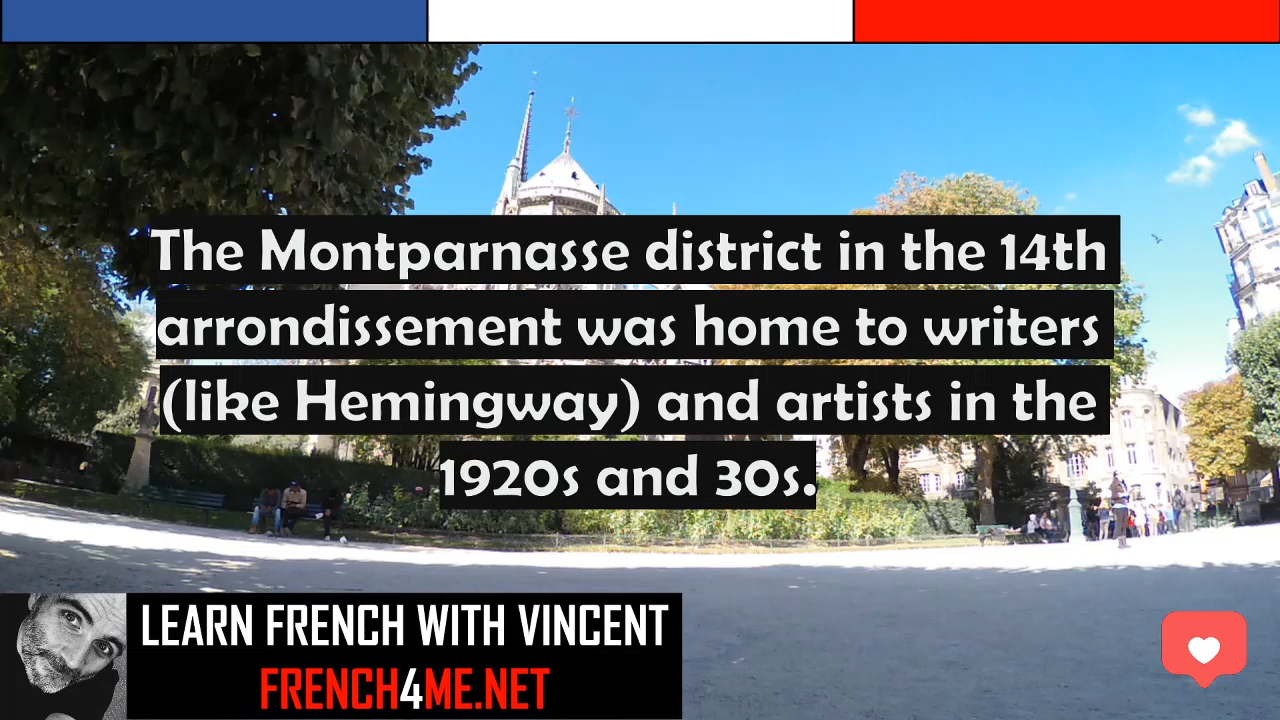 The Montparnasse district in the 14th
arrondissement was home to writers
(like Hemingway) and artists in the
1920s and 30s.
LEARN FRENCH WITH VINCENT
FRENCH4ME.NET